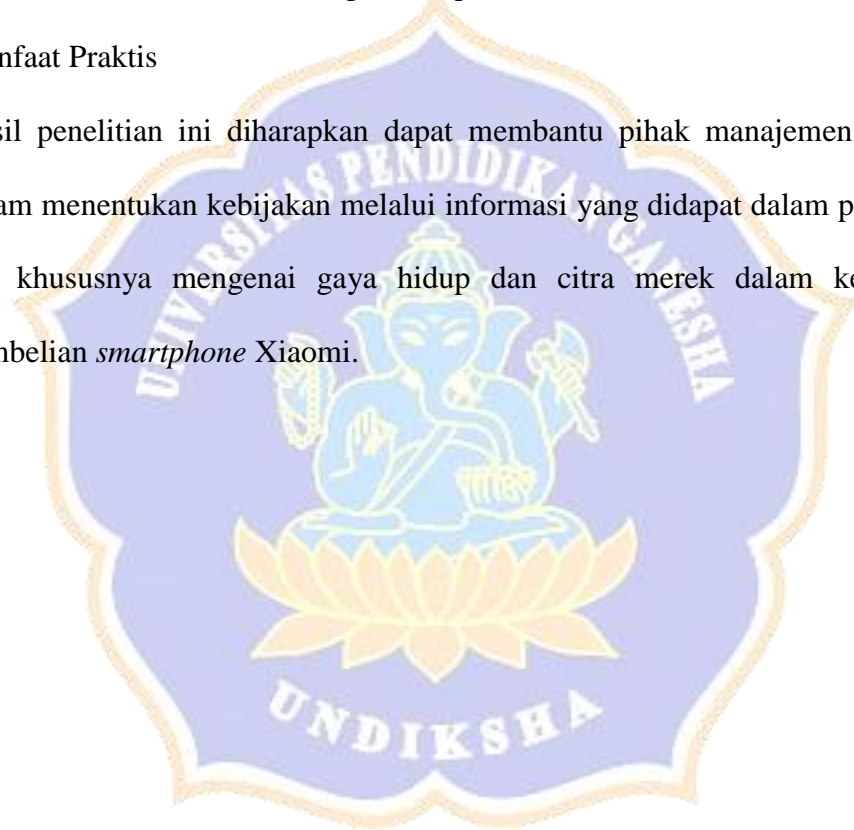 nfaat Praktis
sil penelitian ini diharapkan dapat membantu pihak manajemen
am menentukan kebijakan melalui informasi yang didapat dalam p
khususnya mengenai gaya hidup dan citra merek dalam ke
mbelian smartphone Xiaomi.
UNIVERSITAS PENDIDIKAN GANESHA
UNDIKSHA